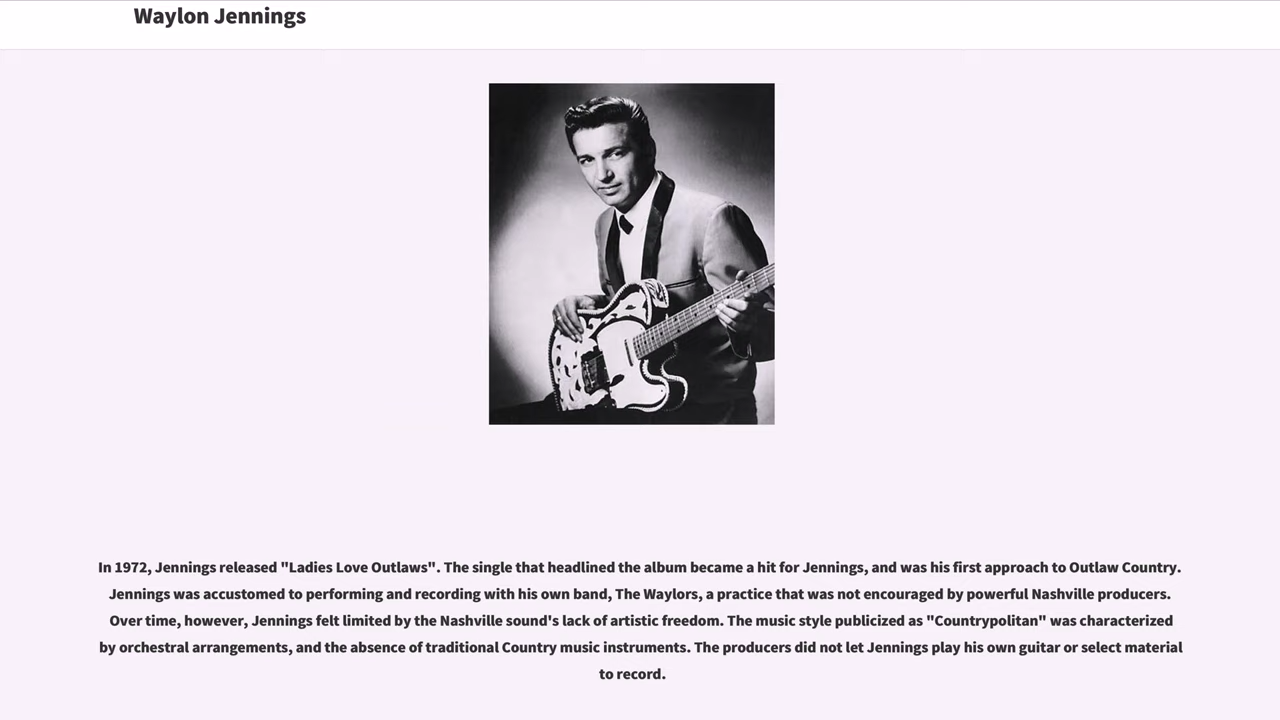 Waylon Jennings
In 1972, Jennings released "Ladies Love Outlaws". The single that headlined the album became a hit for Jennings, and was his first approach to Outlaw Country.
Jennings was accustomed to performing and recording with his own band, The Waylors, a practice that was not encouraged by powerful Nashville producers.
Over time, however, Jennings felt limited by the Nashville sound's lack of artistic freedom. The music style publicized as "Countrypolitan" was characterized
by orchestral arrangements, and the absence of traditional Country music instruments. The producers did not let Jennings play his own guitar or select material
to record.